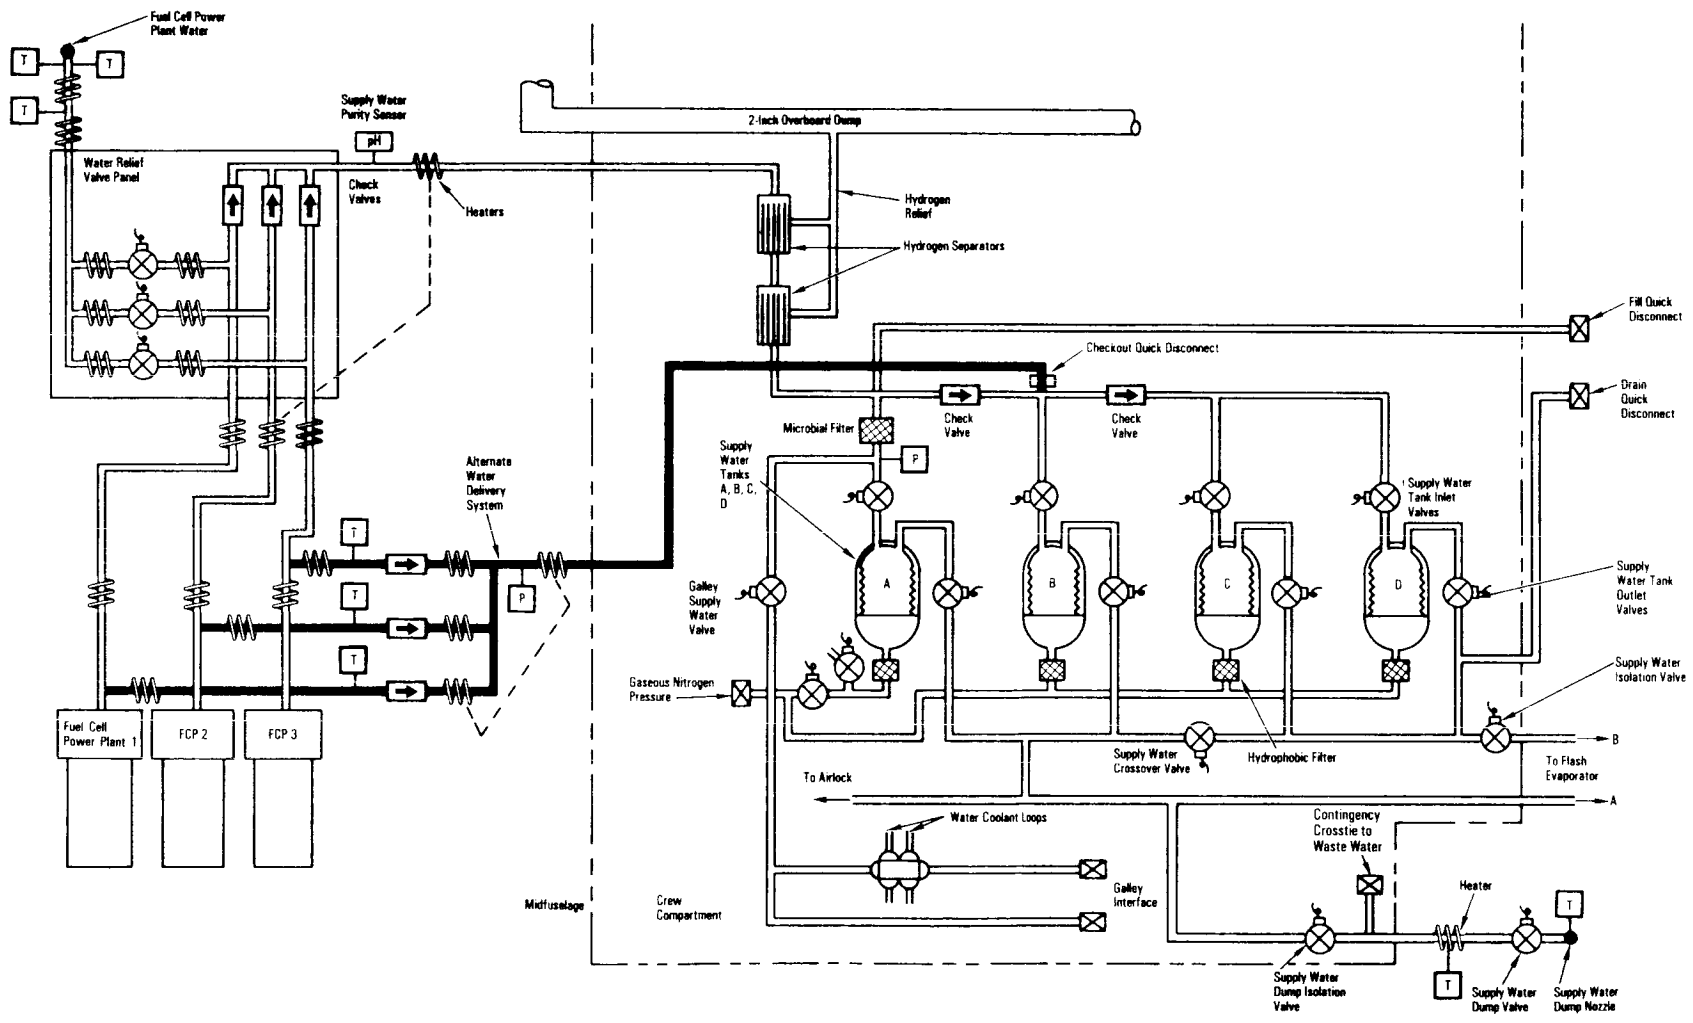 Fuel Cell Power
Plant Water
T
T
T
Supply Water
Purity Sensor
pH
2-Inch Overboard Dump
Water Relief
Valve Panel
Check
Valves
Heaters
Hydrogen
Relief
Hydrogen Separators
Fill Quick
Disconnect
Checkout Quick Disconnect
Drain
Quick
Disconnect
Microbial Filter
Check
Valve
Check
Valve
Supply
Water
Tanks
A, B, C,
D
P
Alternate
Water
Delivery
System
Supply Water
Tank Inlet
Valves
T
T
T
P
Galley
Supply
Water
Valve
A
B
C
D
Supply
Water Tank
Outlet
Valves
Gaseous Nitrogen
Pressure
Supply Water
Isolation Valve
Fuel Cell
Power Plant 1
FCP 2
FCP 3
Supply Water
Crossover Valve
Hydrophobic Filter
B
To Flash
Evaporator
A
To Airlock
Water Coolant Loops
Contingency
Crosstie to
Waste Water
Midfuselage
Crew
Compartment
Galley
Interface
Heater
T
T
Supply Water
Dump Isolation
Valve
Supply Water
Dump Valve
Supply Water
Dump Nozzle